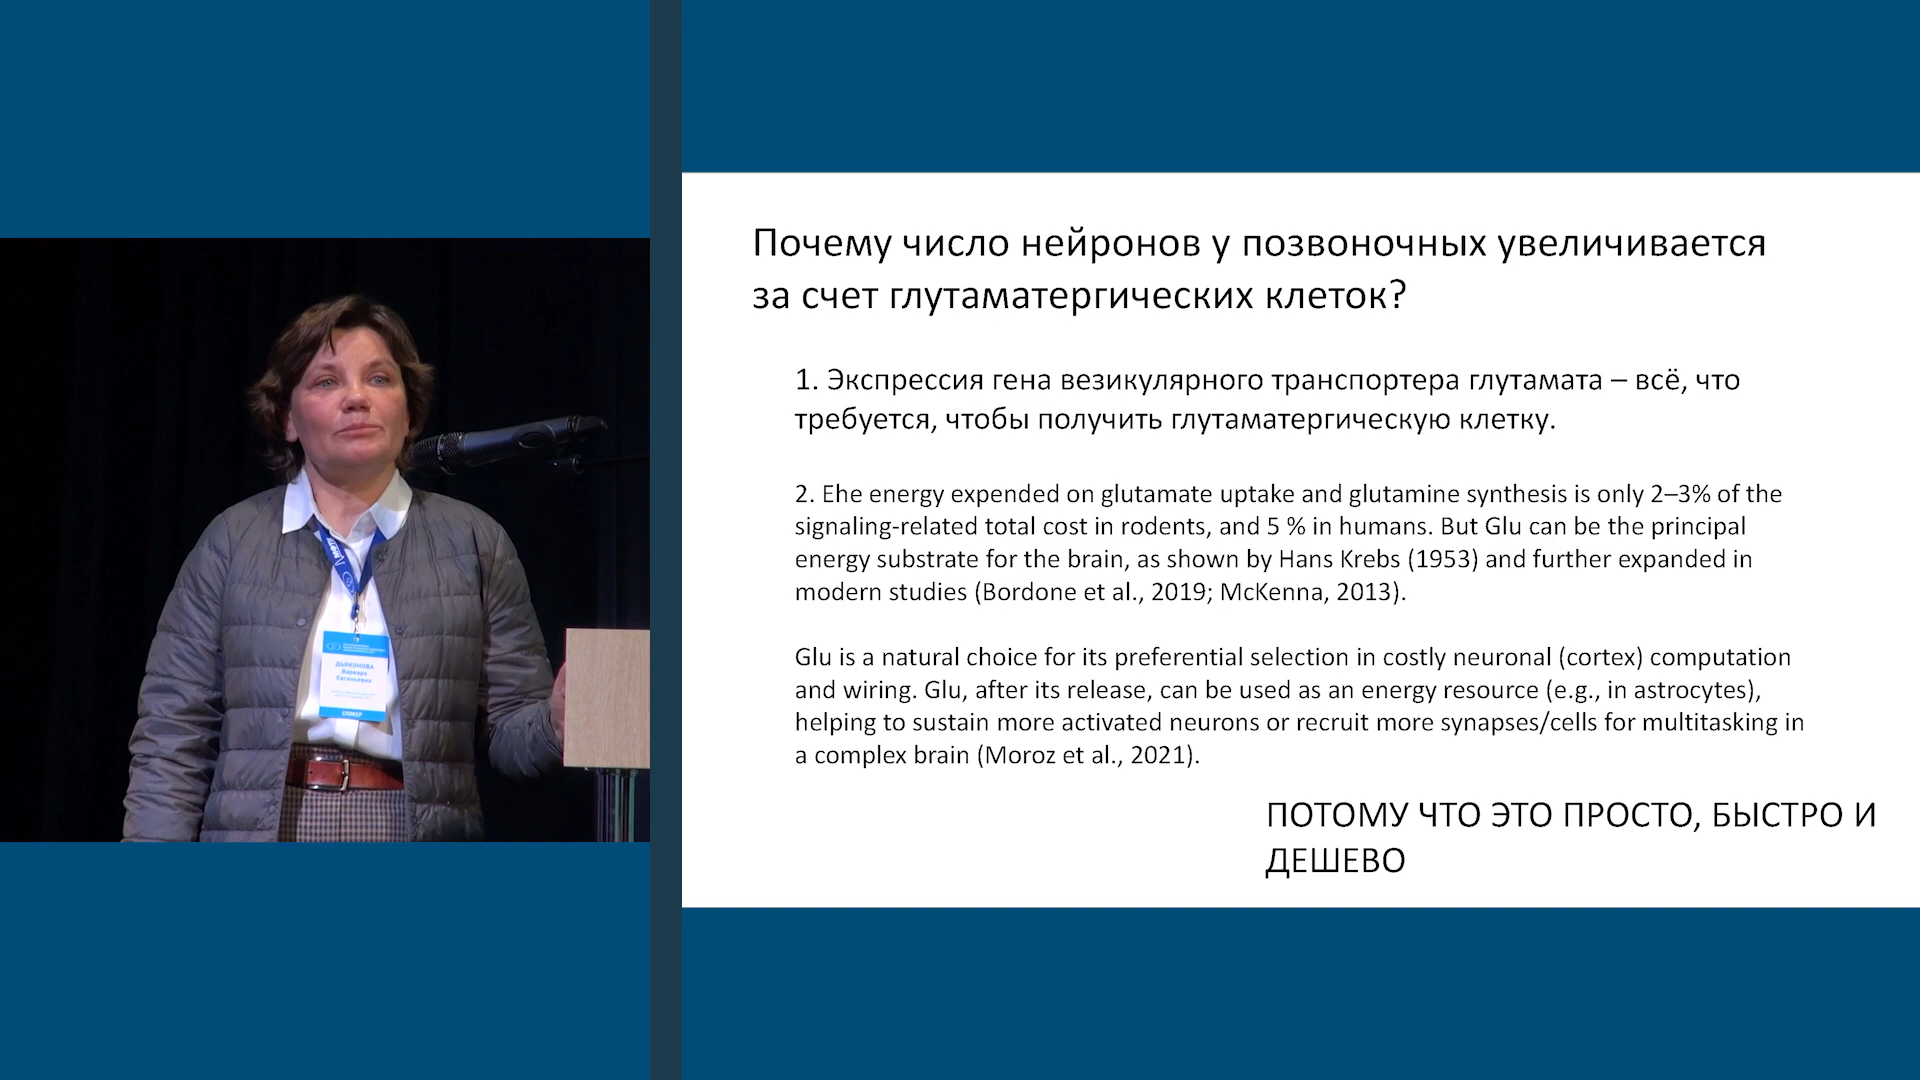 ДЬЯКОНОВА
Варвара
Евгеньевна
СПИКЕР
Почему число нейронов у позвоночных увеличивается
за счет глутаматергических клеток?
1. Экспрессия гена везикулярного транспортера глутамата – всё, что
требуется, чтобы получить глутаматергическую клетку.
2. Ehe energy expended on glutamate uptake and glutamine synthesis is only 2–3% of the
signaling-related total cost in rodents, and 5 % in humans. But Glu can be the principal
energy substrate for the brain, as shown by Hans Krebs (1953) and further expanded in
modern studies (Bordone et al., 2019; McKenna, 2013).
Glu is a natural choice for its preferential selection in costly neuronal (cortex) computation
and wiring. Glu, after its release, can be used as an energy resource (e.g., in astrocytes),
helping to sustain more activated neurons or recruit more synapses/cells for multitasking in
a complex brain (Moroz et al., 2021).
ПОТОМУ ЧТО ЭТО ПРОСТО, БЫСТРО И
ДЕШЕВО